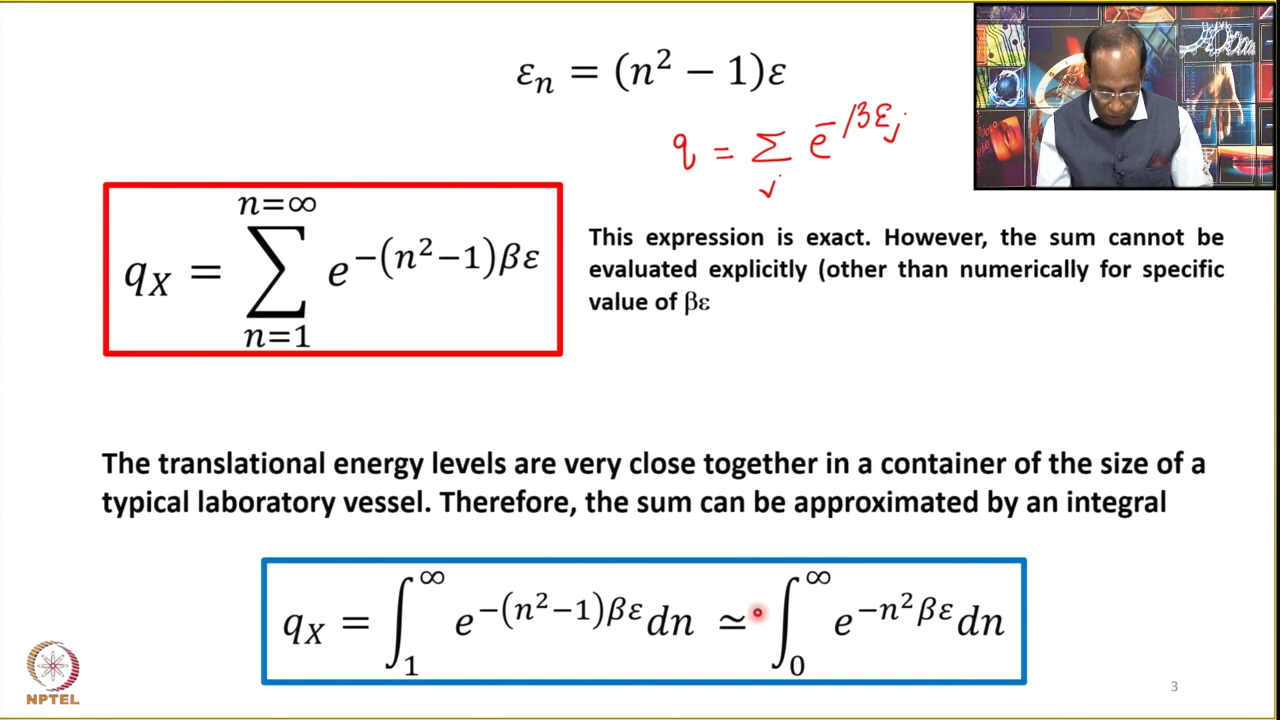 εₙ = (n² − 1)ε
q = Σ e^−βεⱼ
j
n=∞
q_X = ∑ e^−(n²−1)βε
n=1
This expression is exact. However, the sum cannot be
evaluated explicitly (other than numerically for specific
value of βε
The translational energy levels are very close together in a container of the size of a
typical laboratory vessel. Therefore, the sum can be approximated by an integral
q_X = ∫₁^∞ e^−(n²−1)βε dn ≃ ∫₀^∞ e^−n²βε dn
NPTEL
3